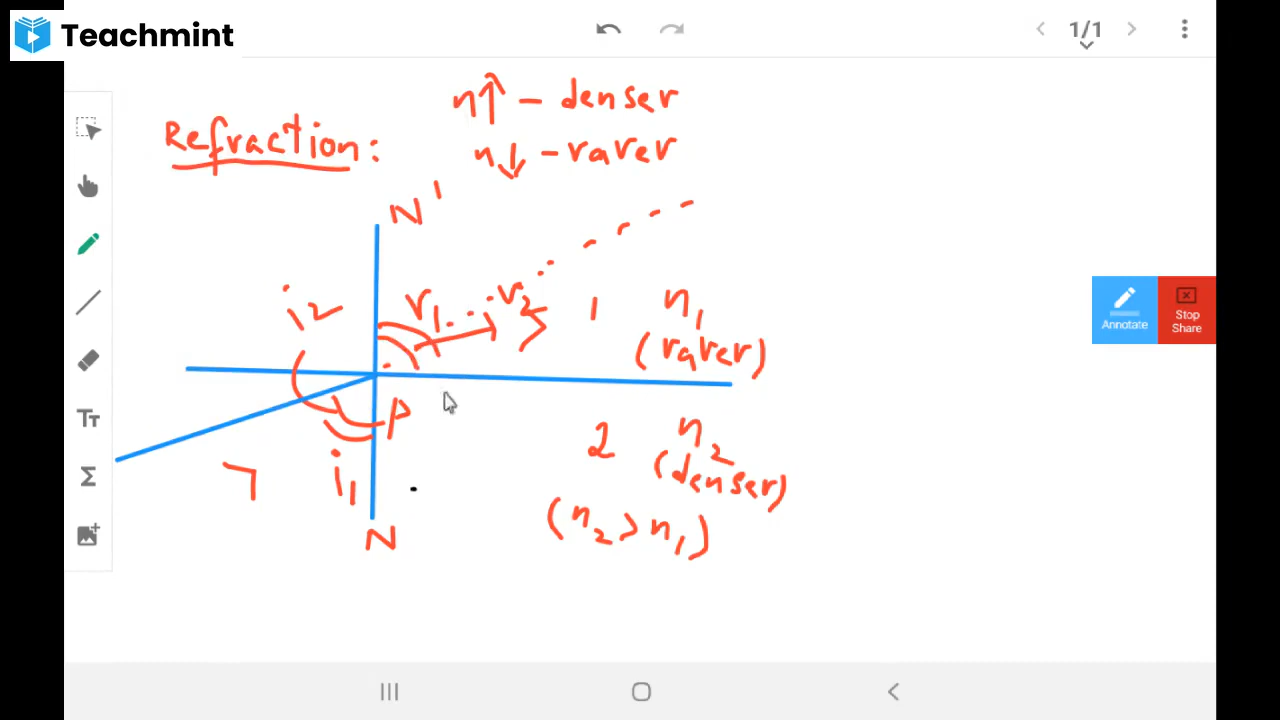 Teachmint
1/1
n↑ - denser
Refraction:
n↓ - rarer
N'
i2
r1
r2
1 n1
(rarer)
Annotate
Stop
Share
P
2 n2
(denser)
i1
(n2 > n1)
N
Tт
Σ